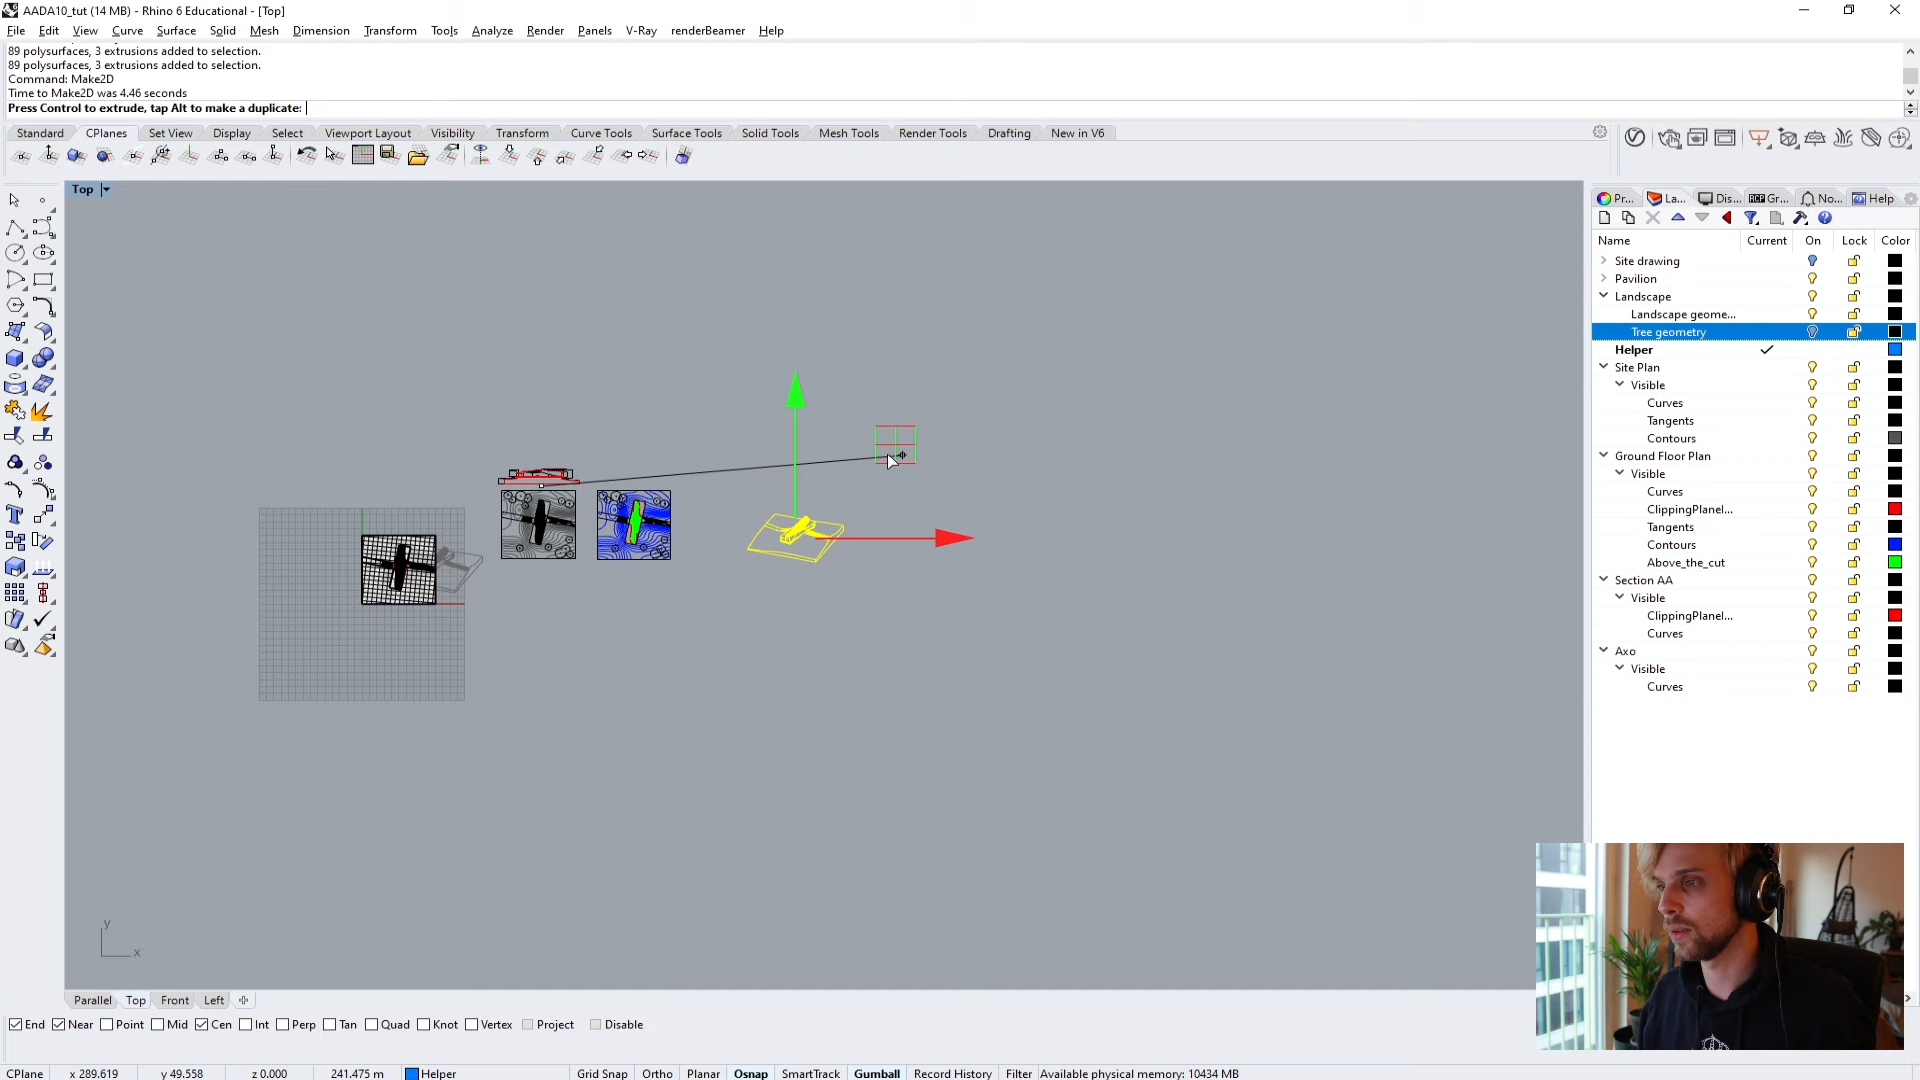 AADA10_tut (14 MB) - Rhino 6 Educational - [Top]
File Edit View Curve Surface Solid Mesh Dimension Transform Tools Analyze Render Panels V-Ray renderBeamer Help
89 polysurfaces, 3 extrusions added to selection.
89 polysurfaces, 3 extrusions added to selection.
Command: Make2D
Time to Make2D was 4.46 seconds
Press Control to extrude, tap Alt to make a duplicate:
Standard CPlanes Set View Display Select Viewport Layout Visibility Transform Curve Tools Surface Tools Solid Tools Mesh Tools Render Tools Drafting New in V6
Top
Pr... La... Dis... Gr... No... Help
Name Current On Lock Color
Site drawing
Pavilion
Landscape
Landscape geome...
Tree geometry
Helper
Site Plan
Visible
Curves
Tangents
Contours
Ground Floor Plan
Visible
Curves
ClippingPlanel...
Tangents
Contours
Above_the_cut
Section AA
Visible
ClippingPlanel...
Curves
Axo
Visible
Curves
y
x
Parallel Top Front Left
End Near Point Mid Cen Int Perp Tan Quad Knot Vertex Project Disable
CPlane x 289.619 y 49.558 z 0.000 241.475 m Helper Grid Snap Ortho Planar Osnap SmartTrack Gumball Record History Filter Available physical memory: 10434 MB